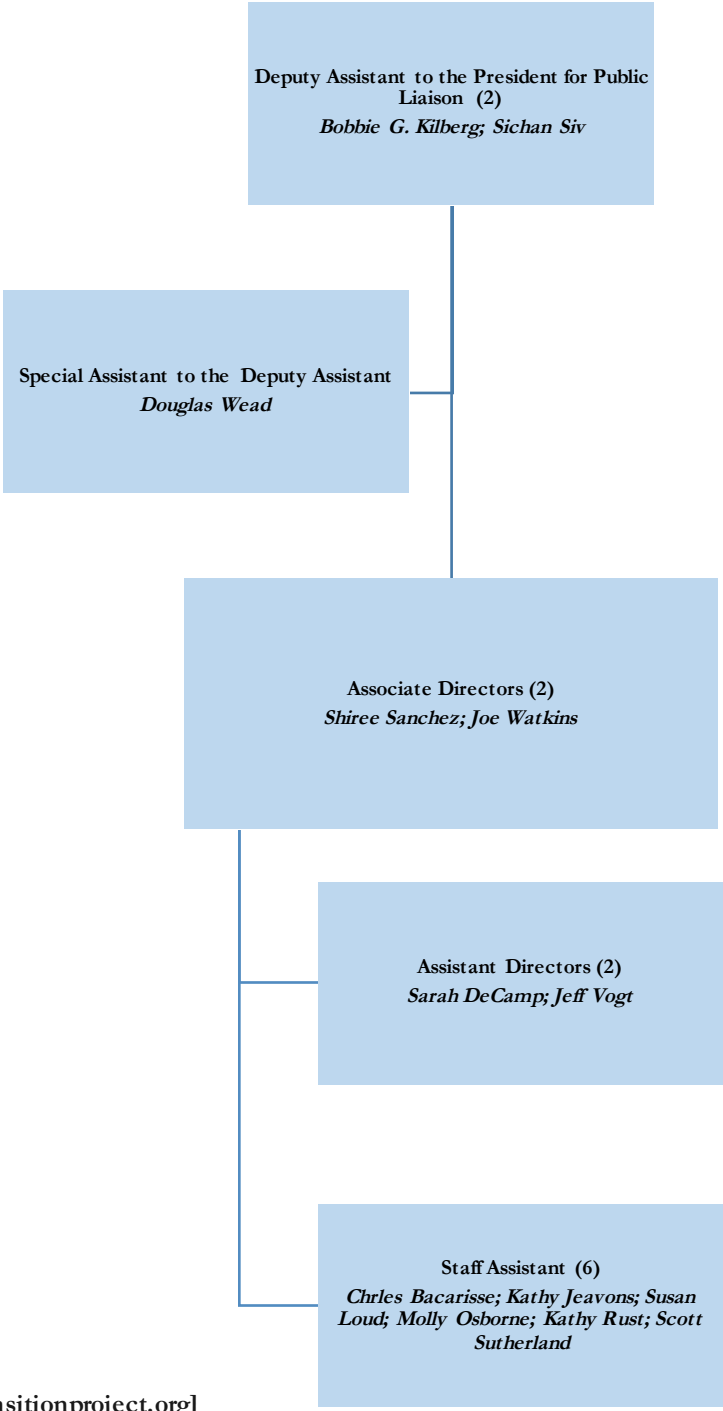 Deputy Assistant to the President for Public
Liaison (2)
Bobbie G. Kilberg; Sichan Siv
Special Assistant to the Deputy Assistant
Douglas Wead
Associate Directors (2)
Shiree Sanchez; Joe Watkins
Assistant Directors (2)
Sarah DeCamp; Jeff Vogt
Staff Assistant (6)
Chrles Bacarisse; Kathy Jeavons; Susan
Loud; Molly Osborne; Kathy Rust; Scott
Sutherland
nsitionproject.org]